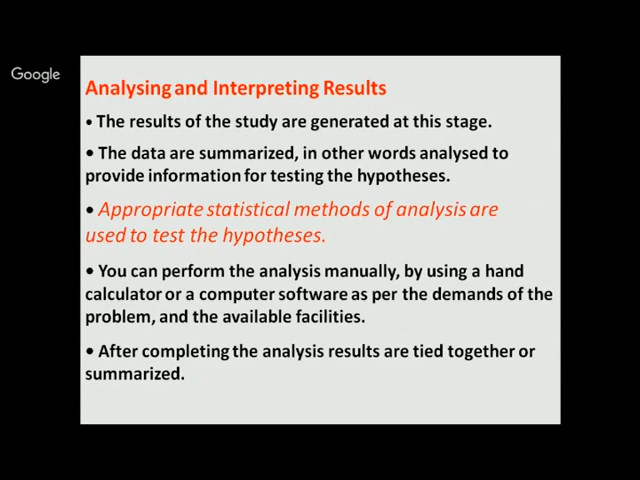 Google
Analysing and Interpreting Results
• The results of the study are generated at this stage.
• The data are summarized, in other words analysed to
provide information for testing the hypotheses.
• Appropriate statistical methods of analysis are
used to test the hypotheses.
• You can perform the analysis manually, by using a hand
calculator or a computer software as per the demands of the
problem, and the available facilities.
• After completing the analysis results are tied together or
summarized.